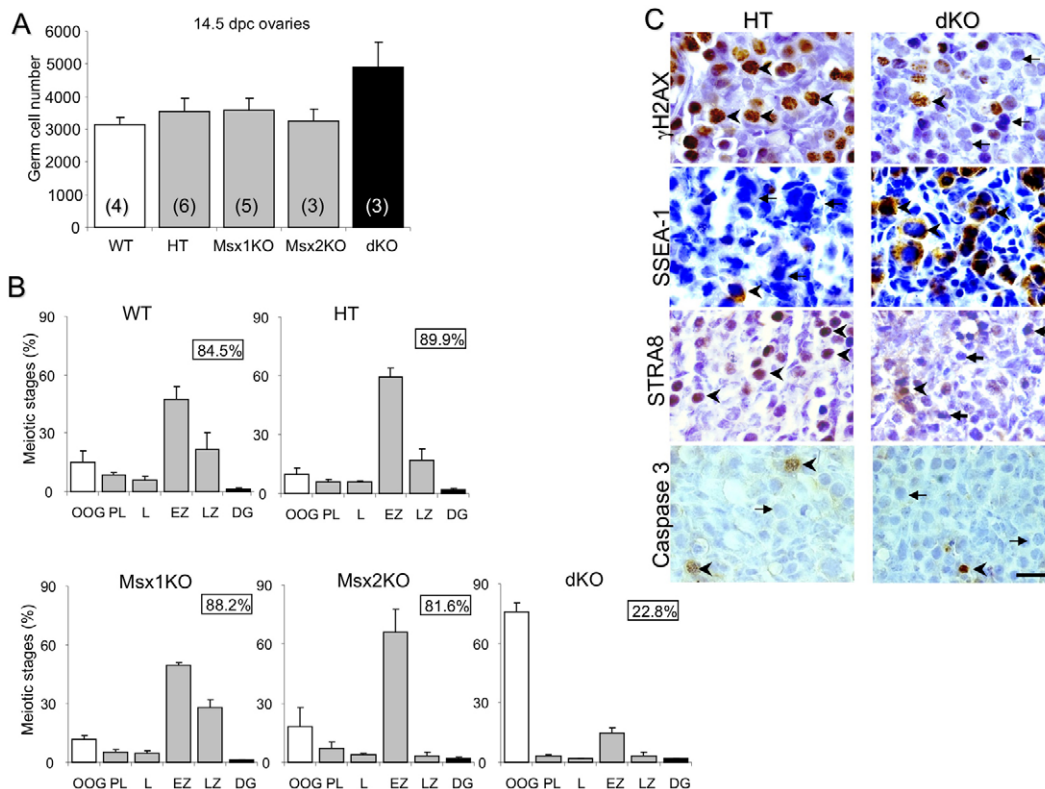 A
14.5 dpc ovaries
Germ cell number
6000
5000
4000
3000
2000
1000
0
(4)
(6)
(5)
(3)
(3)
WT
HT
Msx1KO
Msx2KO
dKO
B
WT
84.5%
Meiotic stages (%)
90
60
30
0
OOG PL L EZ LZ DG
HT
89.9%
90
60
30
0
OOG PL L EZ LZ DG
Msx1KO
88.2%
Meiotic stages (%)
90
60
30
0
OOG PL L EZ LZ DG
Msx2KO
81.6%
90
60
30
0
OOG PL L EZ LZ DG
dKO
22.8%
90
60
30
0
OOG PL L EZ LZ DG
C
HT
dKO
γH2AX
SSEA-1
STRA8
Caspase 3